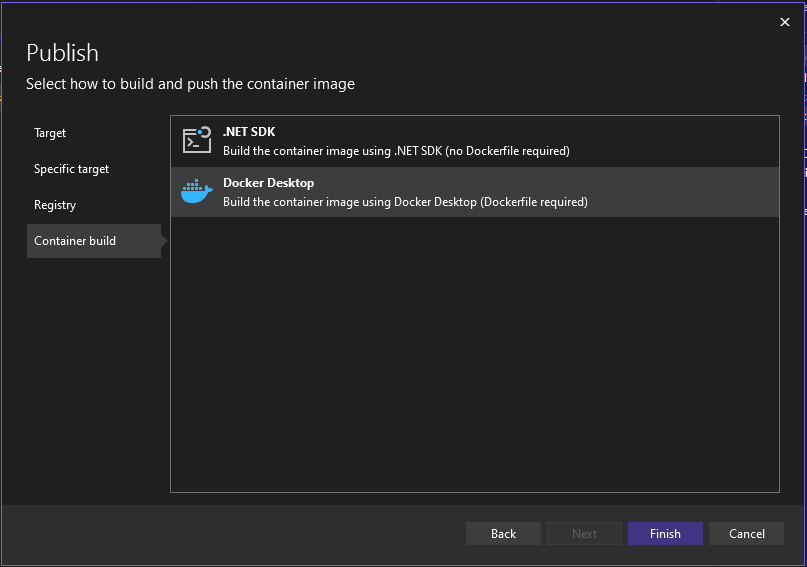 Publish
Select how to build and push the container image
Target
Specific target
Registry
Container build
.NET SDK
Build the container image using .NET SDK (no Dockerfile required)
Docker Desktop
Build the container image using Docker Desktop (Dockerfile required)
Back
Next
Finish
Cancel